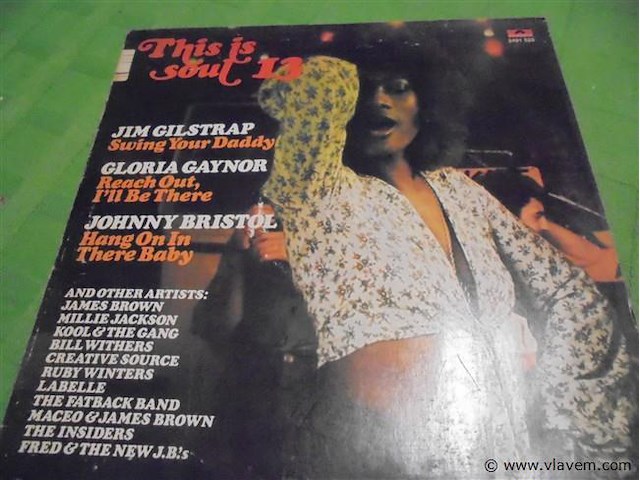 This is
soul 13
JIM GILSTRAP
Swing Your Daddy
GLORIA GAYNOR
Reach Out,
I'll Be There
JOHNNY BRISTOL
Hang On In
There Baby
AND OTHER ARTISTS:
JAMES BROWN
MILLIE JACKSON
KOOL & THE GANG
BILL WITHERS
CREATIVE SOURCE
RUBY WINTERS
LABELLE
THE FATBACK BAND
MACEO & JAMES BROWN
THE INSIDERS
FRED & THE NEW J.B.'s
© www.vlavem.com